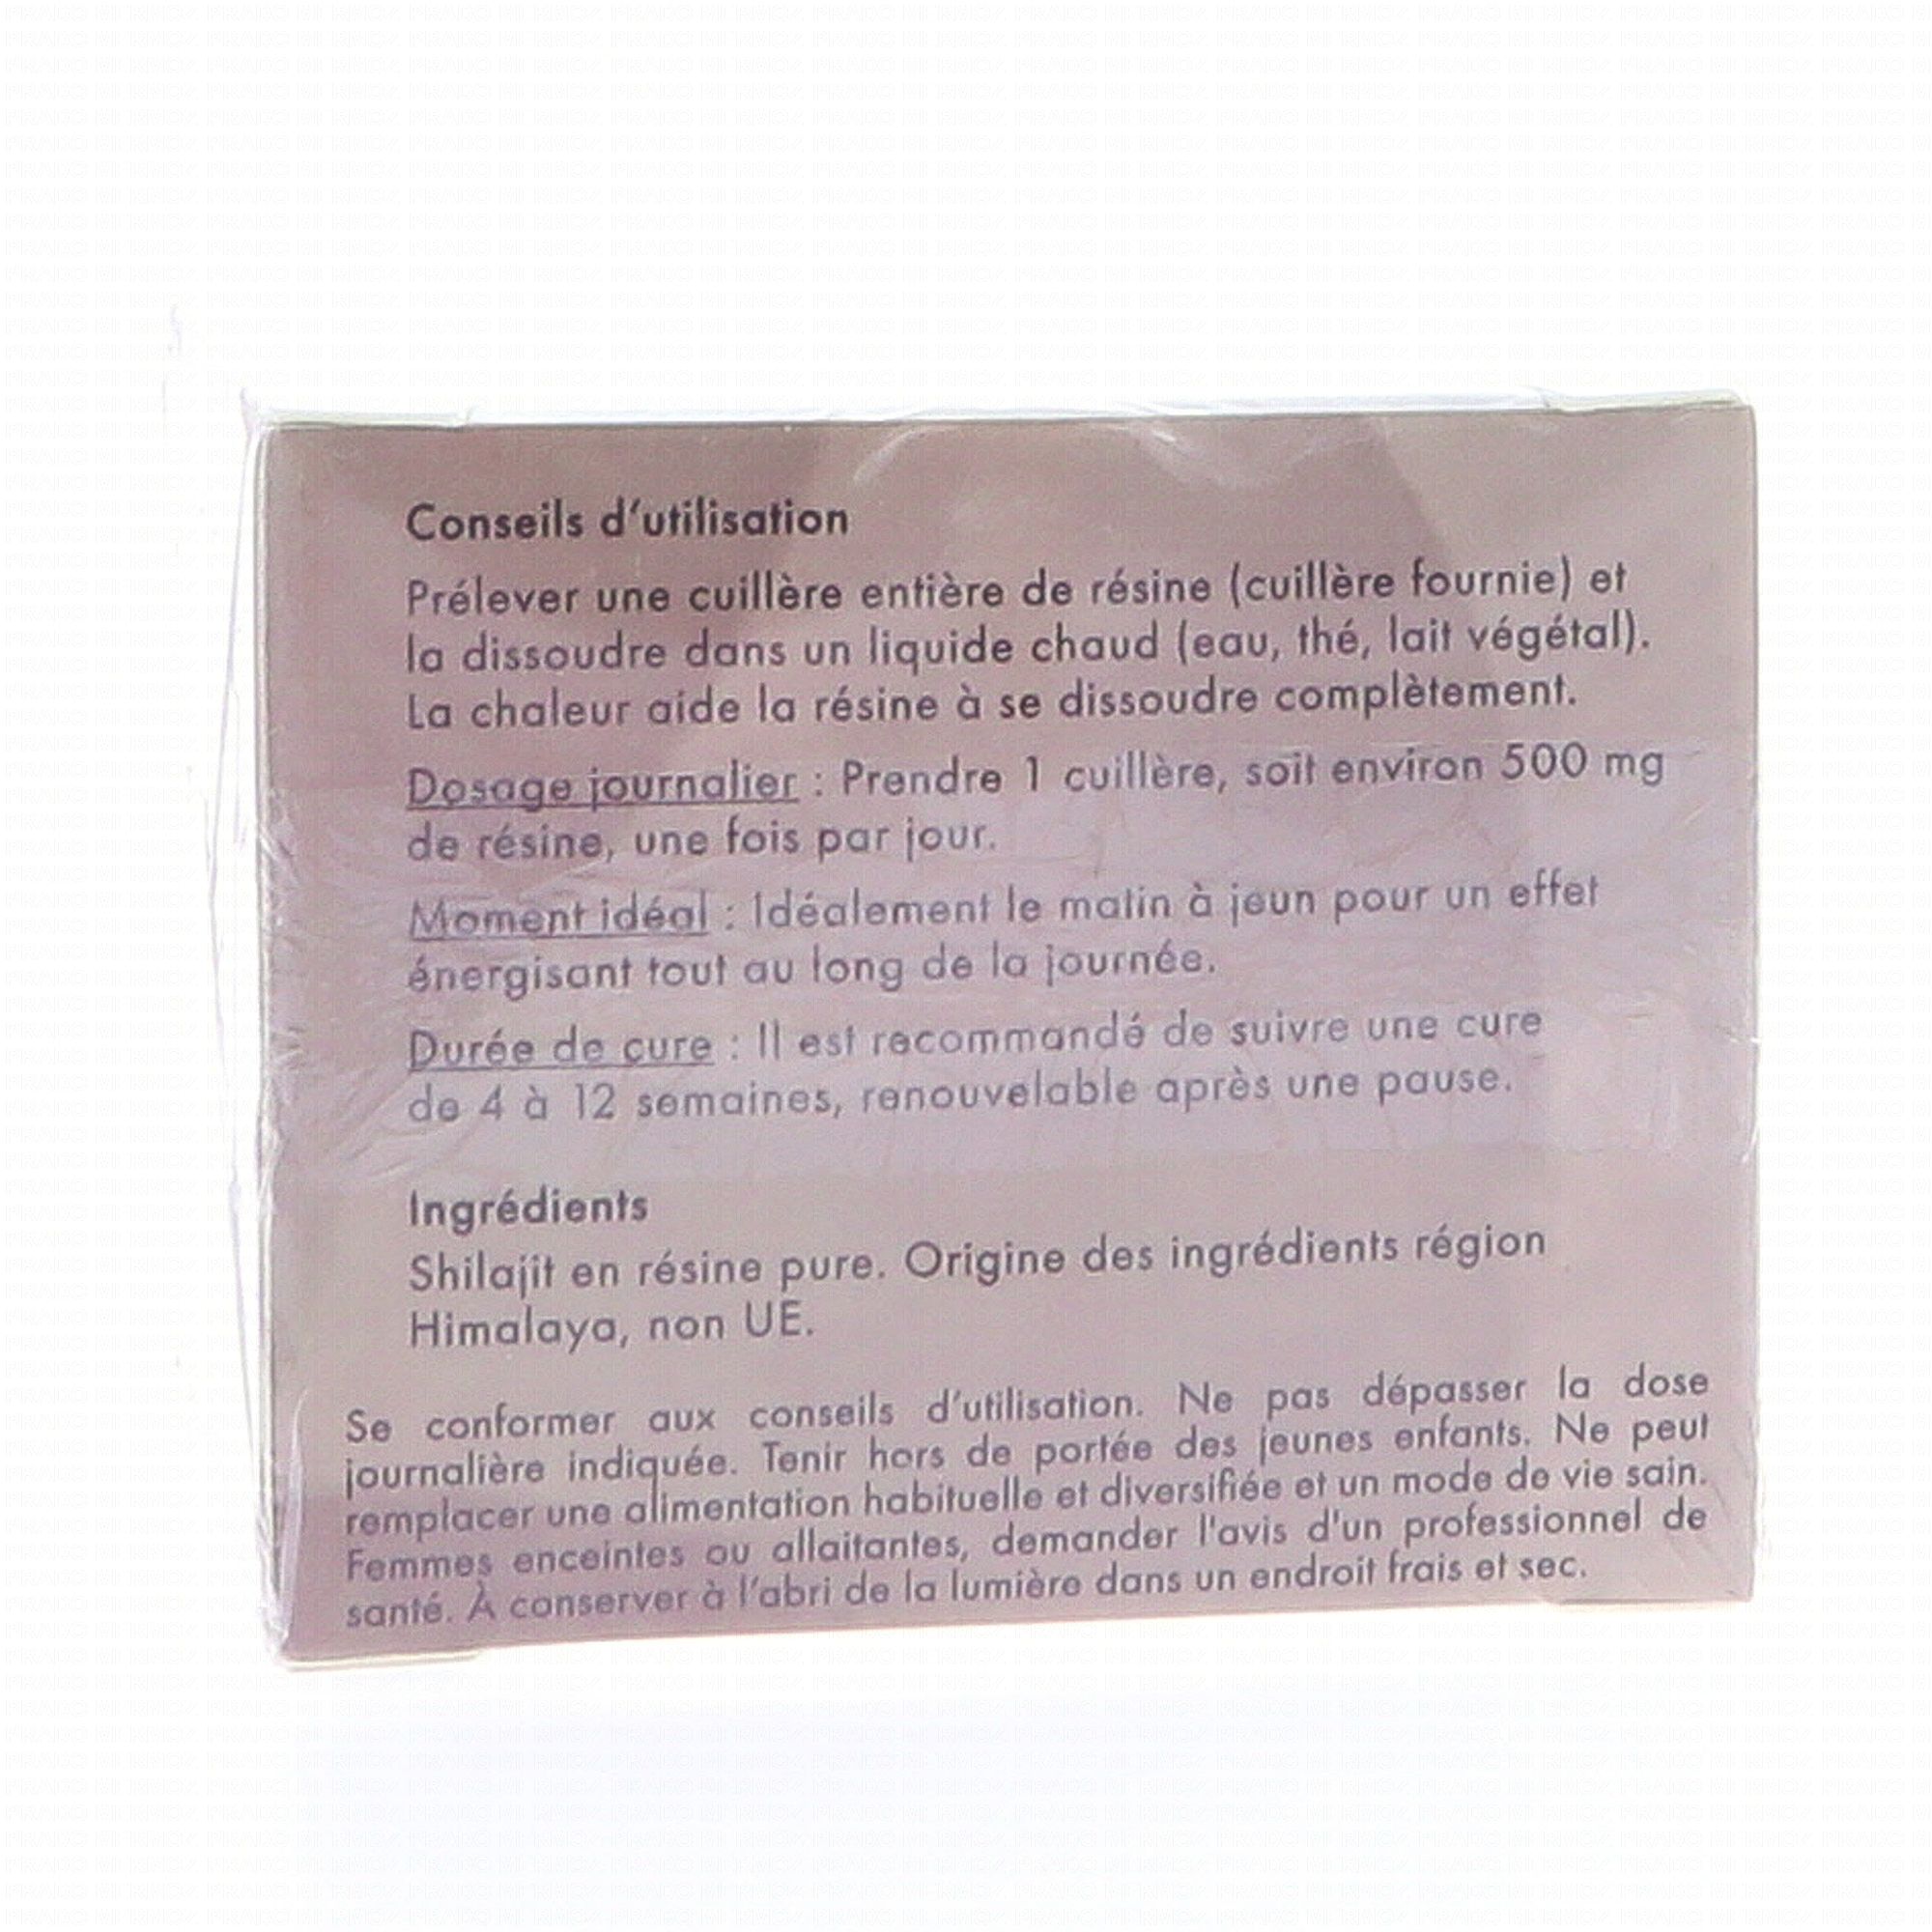 Conseils d'utilisation
Prélever une cuillère entière de résine (cuillère fournie) et
la dissoudre dans un liquide chaud (eau, thé, lait végétal).
La chaleur aide la résine à se dissoudre complètement.
Dosage journalier : Prendre 1 cuillère, soit environ 500 mg
de résine, une fois par jour.
Moment idéal : Idéalement le matin à jeun pour un effet
énergisant tout au long de la journée.
Durée de cure : Il est recommandé de suivre une cure
de 4 à 12 semaines, renouvelable après une pause.
Ingrédients
Shilajit en résine pure. Origine des ingrédients région
Himalaya, non UE.
Se conformer aux conseils d'utilisation. Ne pas dépasser la dose
journalière indiquée. Tenir hors de portée des jeunes enfants. Ne peut
remplacer une alimentation habituelle et diversifiée et un mode de vie sain.
Femmes enceintes ou allaitantes, demander l'avis d'un professionnel de
santé. À conserver à l'abri de la lumière dans un endroit frais et sec.